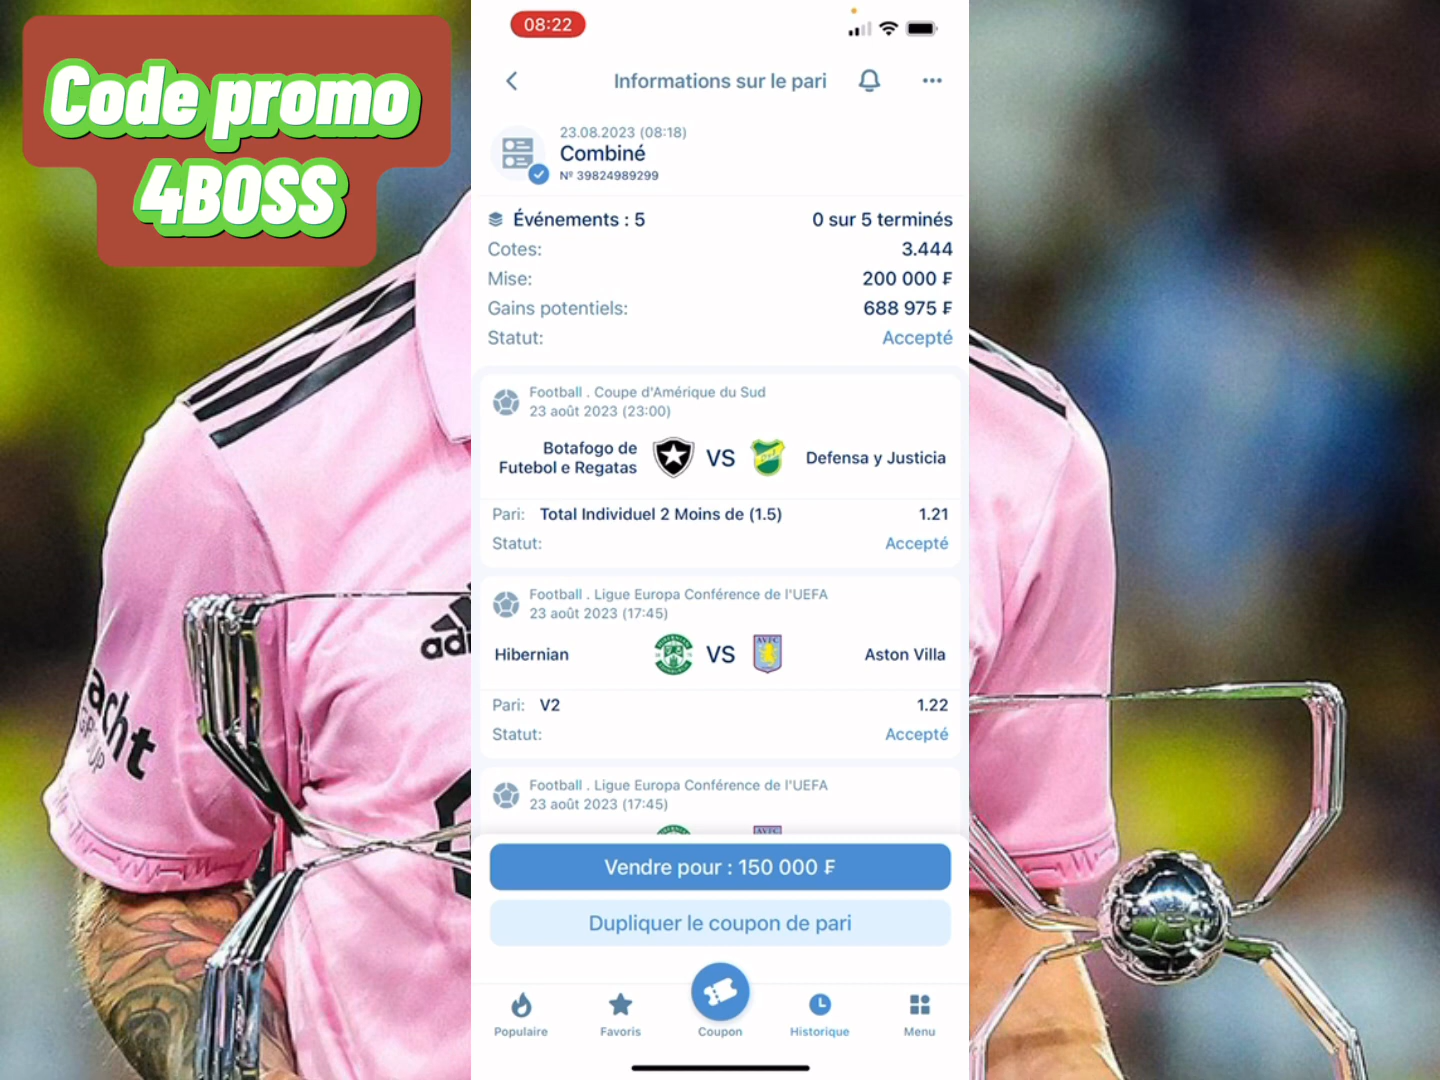 Code promo
4BOSS
08:22
Informations sur le pari
23.08.2023 (08:18)
Combiné
Nº 39824989299
Événements : 5
0 sur 5 terminés
Cotes:
3.444
Mise:
200 000 ₣
Gains potentiels:
688 975 ₣
Statut:
Accepté
Football . Coupe d'Amérique du Sud
23 août 2023 (23:00)
Botafogo de
Futebol e Regatas
VS
Defensa y Justicia
Pari: Total Individuel 2 Moins de (1.5)
1.21
Statut:
Accepté
Football . Ligue Europa Conférence de l'UEFA
23 août 2023 (17:45)
Hibernian
VS
AVFC
Aston Villa
Pari: V2
1.22
Statut:
Accepté
Football . Ligue Europa Conférence de l'UEFA
23 août 2023 (17:45)
AVFC
Vendre pour : 150 000 ₣
Dupliquer le coupon de pari
Populaire
Favoris
Coupon
Historique
Menu
adi
acht
GROUP